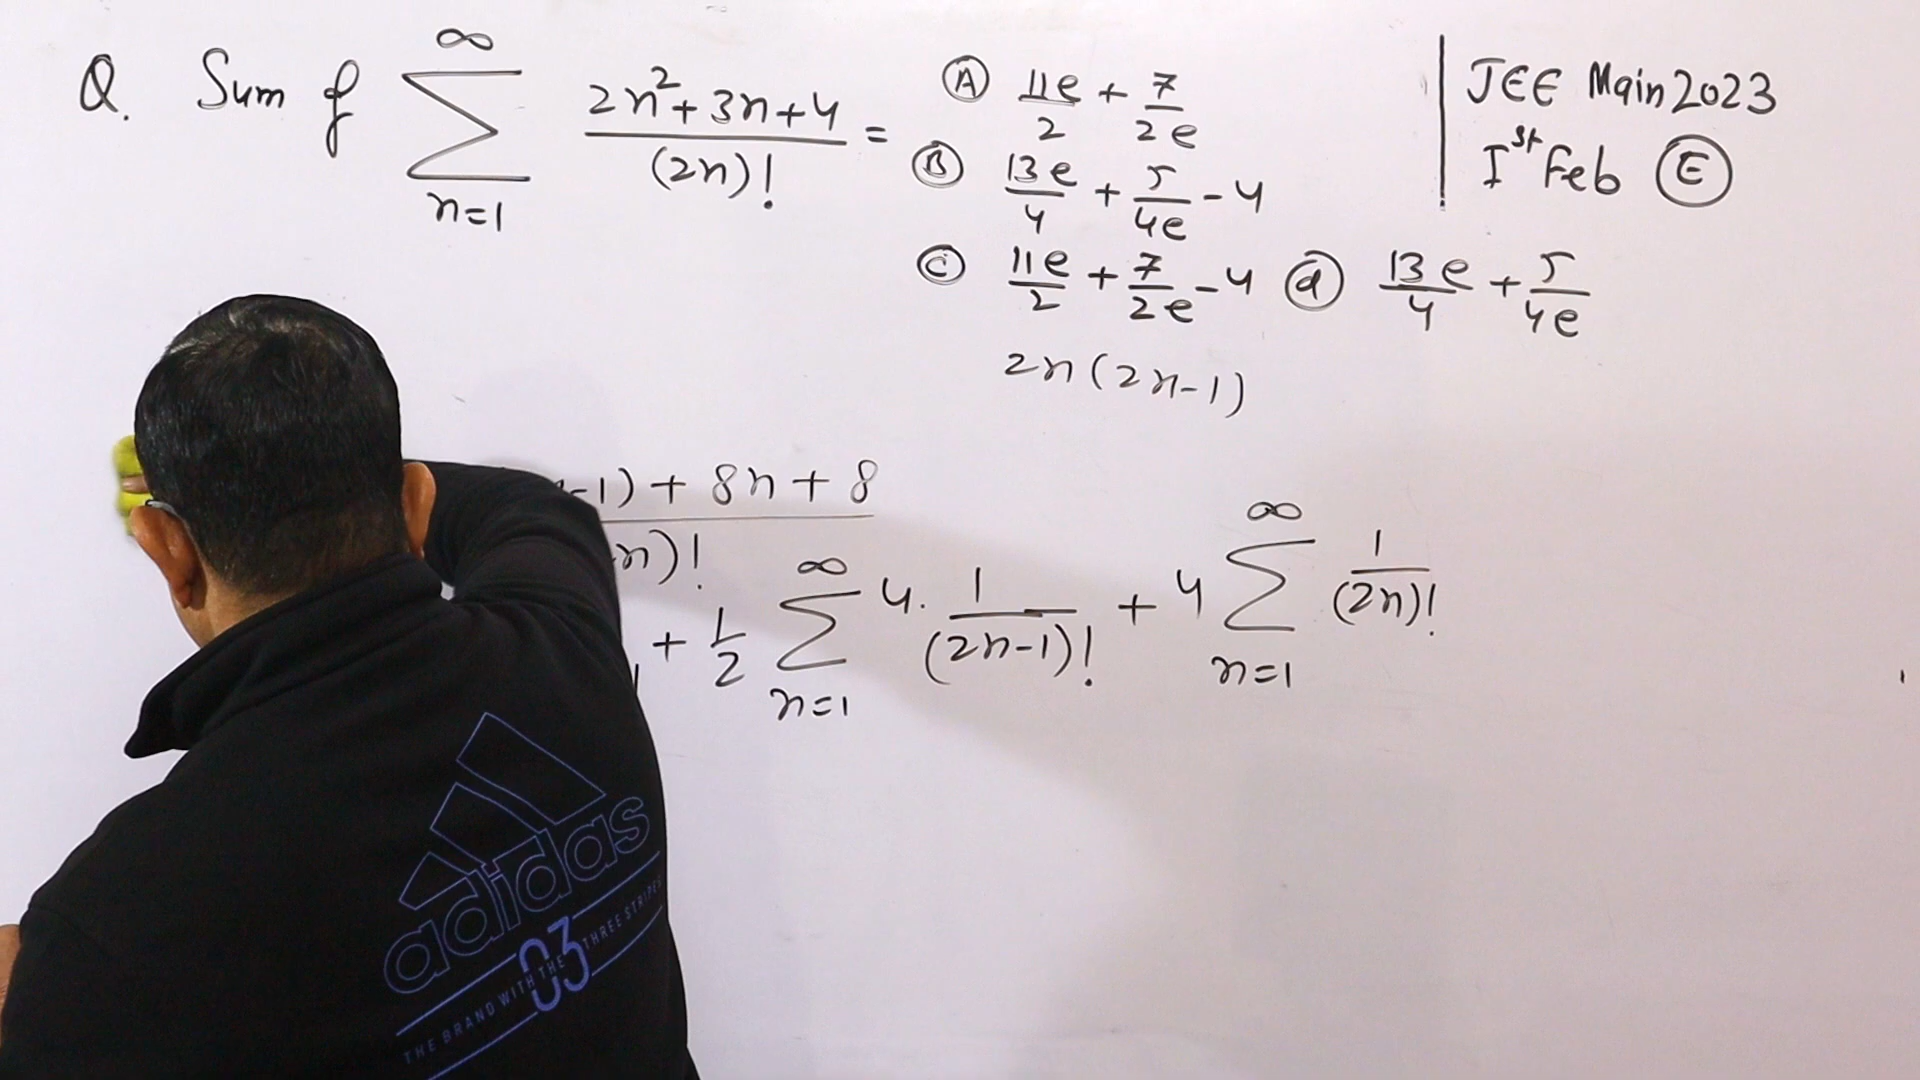 Q. Sum of ∞ Σ n=1 2n²+3n+4 / (2n)! =
Ⓐ 11e/2 + 7/2e
Ⓑ 13e/4 + 5/4e - 4
Ⓒ 11e/2 + 7/2e - 4 ⓓ 13e/4 + 5/4e
JEE Main 2023
Iˢᵗ Feb Ⓔ
2n(2n-1)
-1) + 8n + 8
n)!
+ 1/2 ∞ Σ n=1 4. 1/(2n-1)! + 4 ∞ Σ n=1 1/(2n)!
adidas
THE BRAND WITH THE 03 THREE STRIPES